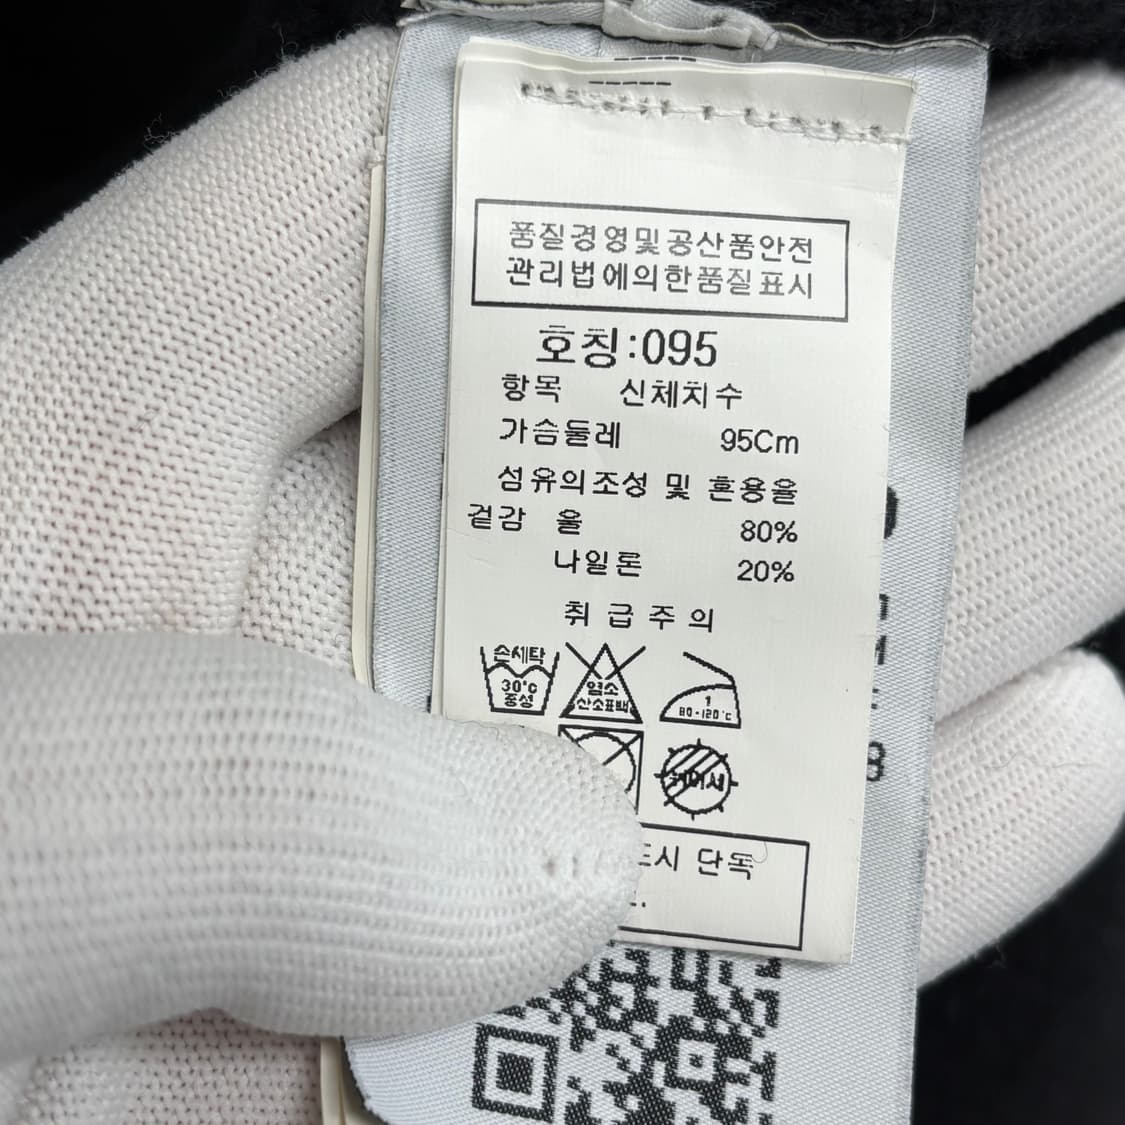 품질경영및공산품안전
관리법에의한품질표시
호칭:095
항목 신체치수
가슴둘레 95Cm
섬유의조성 및 혼용율
겉감 울 80%
나일론 20%
취급주의
손세탁
30°c
중성
염소
산소표백
1
80-120°c
단독